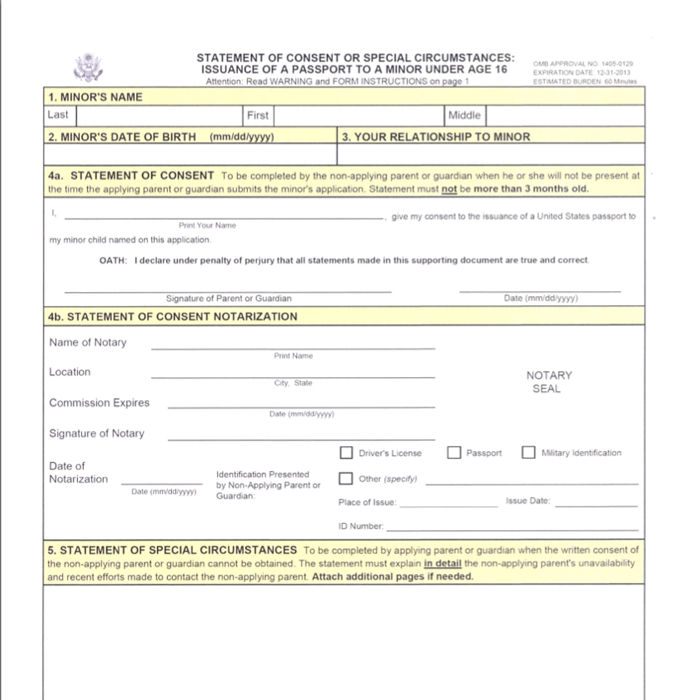 STATEMENT OF CONSENT OR SPECIAL CIRCUMSTANCES:
ISSUANCE OF A PASSPORT TO A MINOR UNDER AGE 16
Attention: Read WARNING and FORM INSTRUCTIONS on page 1
OMB APPROVAL NO 1405-0129
EXPIRATION DATE: 12-31-2013
ESTIMATED BURDEN 60 Minutes
1. MINOR'S NAME
Last First Middle
2. MINOR'S DATE OF BIRTH (mm/dd/yyyy) 3. YOUR RELATIONSHIP TO MINOR
4a. STATEMENT OF CONSENT To be completed by the non-applying parent or guardian when he or she will not be present at
the time the applying parent or guardian submits the minor's application. Statement must not be more than 3 months old.
I, , give my consent to the issuance of a United States passport to
Print Your Name
my minor child named on this application.
OATH: I declare under penalty of perjury that all statements made in this supporting document are true and correct.
Signature of Parent or Guardian Date (mm/dd/yyyy)
4b. STATEMENT OF CONSENT NOTARIZATION
Name of Notary
Print Name
Location
City, State
NOTARY
SEAL
Commission Expires
Date (mm/dd/yyyy)
Signature of Notary
Driver's License Passport Military Identification
Date of
Notarization
Date (mm/dd/yyyy)
Identification Presented
by Non-Applying Parent or
Guardian:
Other (specify)
Place of Issue: Issue Date:
ID Number:
5. STATEMENT OF SPECIAL CIRCUMSTANCES To be completed by applying parent or guardian when the written consent of
the non-applying parent or guardian cannot be obtained. The statement must explain in detail the non-applying parent's unavailability
and recent efforts made to contact the non-applying parent. Attach additional pages if needed.